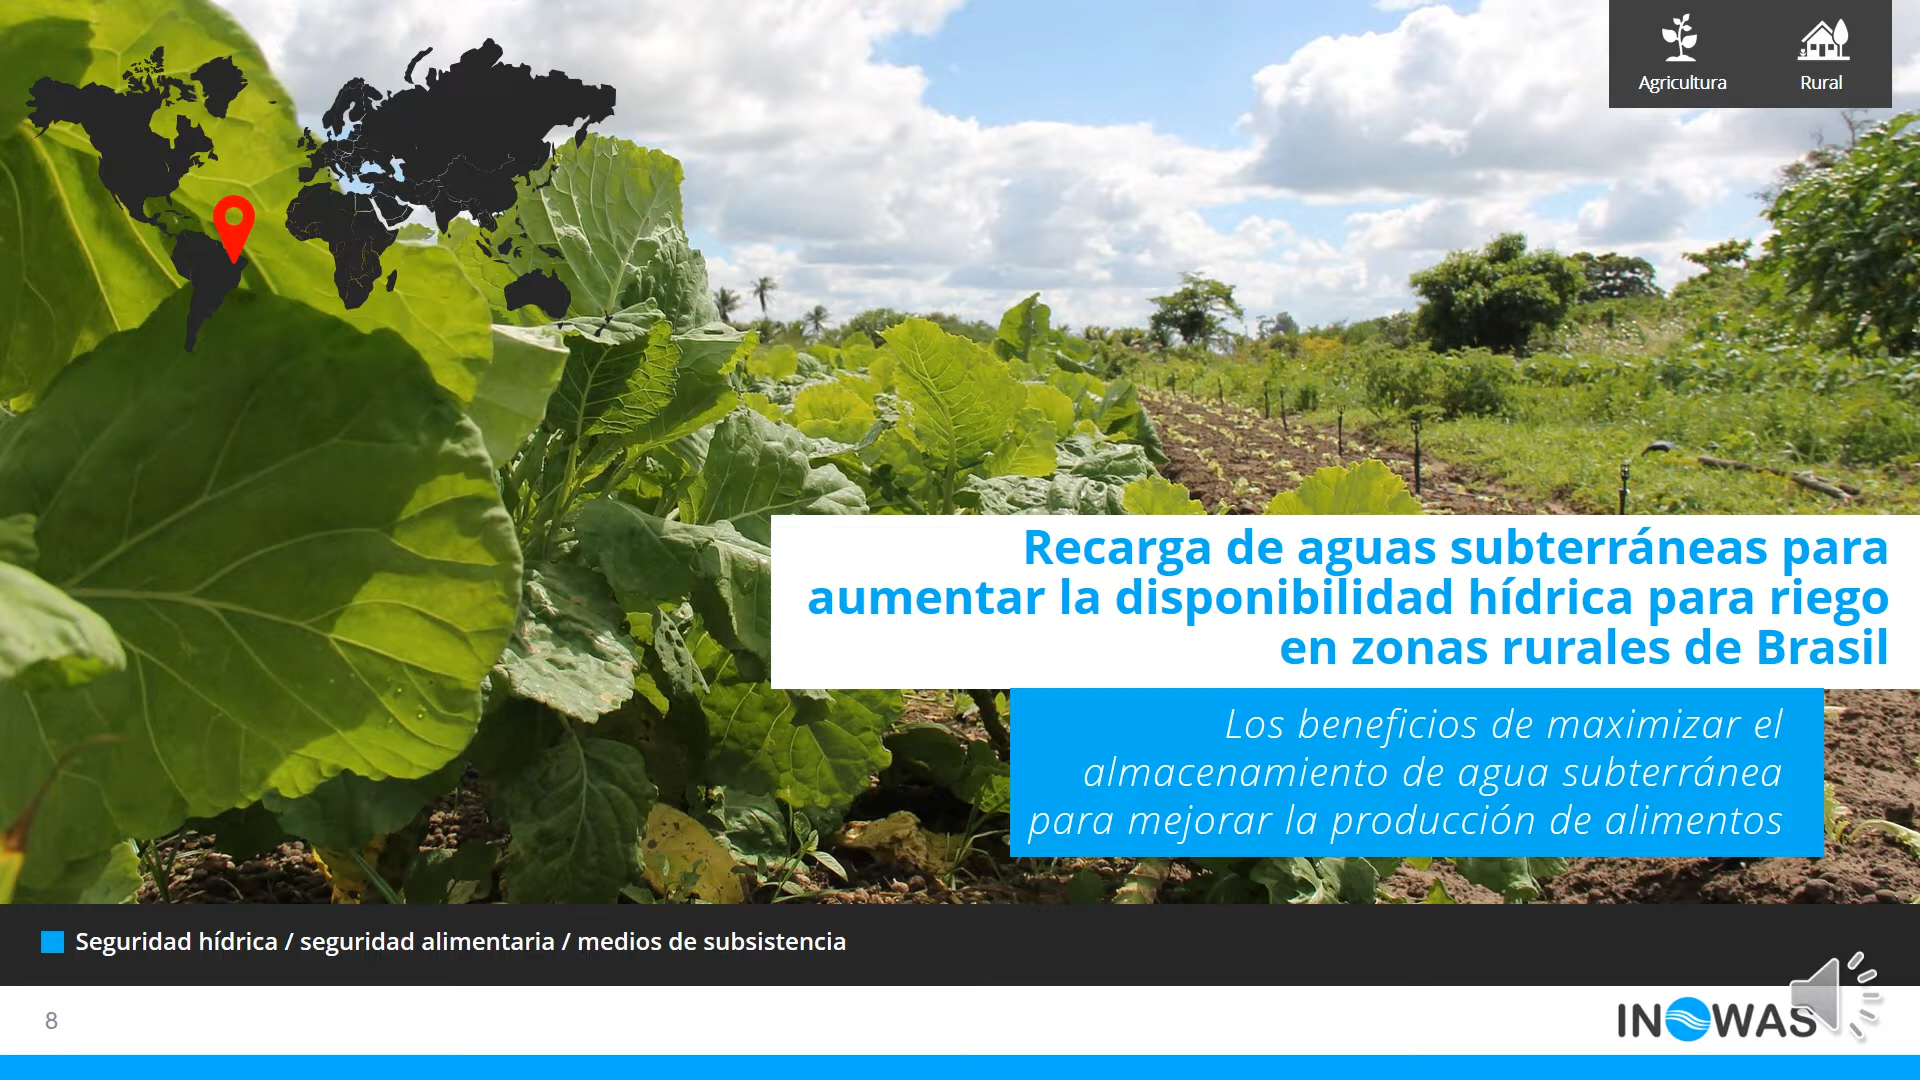 Agricultura
Rural
Recarga de aguas subterráneas para
aumentar la disponibilidad hídrica para riego
en zonas rurales de Brasil
Los beneficios de maximizar el
almacenamiento de agua subterránea
para mejorar la producción de alimentos
Seguridad hídrica / seguridad alimentaria / medios de subsistencia
8
INOWAS